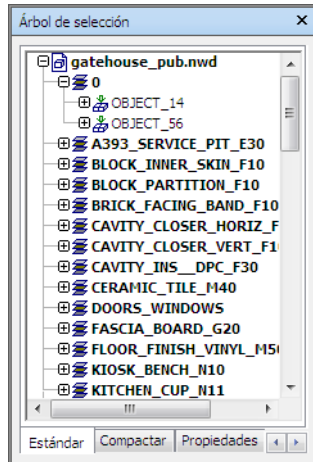 Árbol de selección
gatehouse_pub.nwd
0
OBJECT_14
OBJECT_56
A393_SERVICE_PIT_E30
BLOCK_INNER_SKIN_F10
BLOCK_PARTITION_F10
BRICK_FACING_BAND_F10
CAVITY_CLOSER_HORIZ_F
CAVITY_CLOSER_VERT_F1
CAVITY_INS__DPC_F30
CERAMIC_TILE_M40
DOORS_WINDOWS
FASCIA_BOARD_G20
FLOOR_FINISH_VINYL_M5
KIOSK_BENCH_N10
KITCHEN_CUP_N11
Estándar Compactar Propiedades